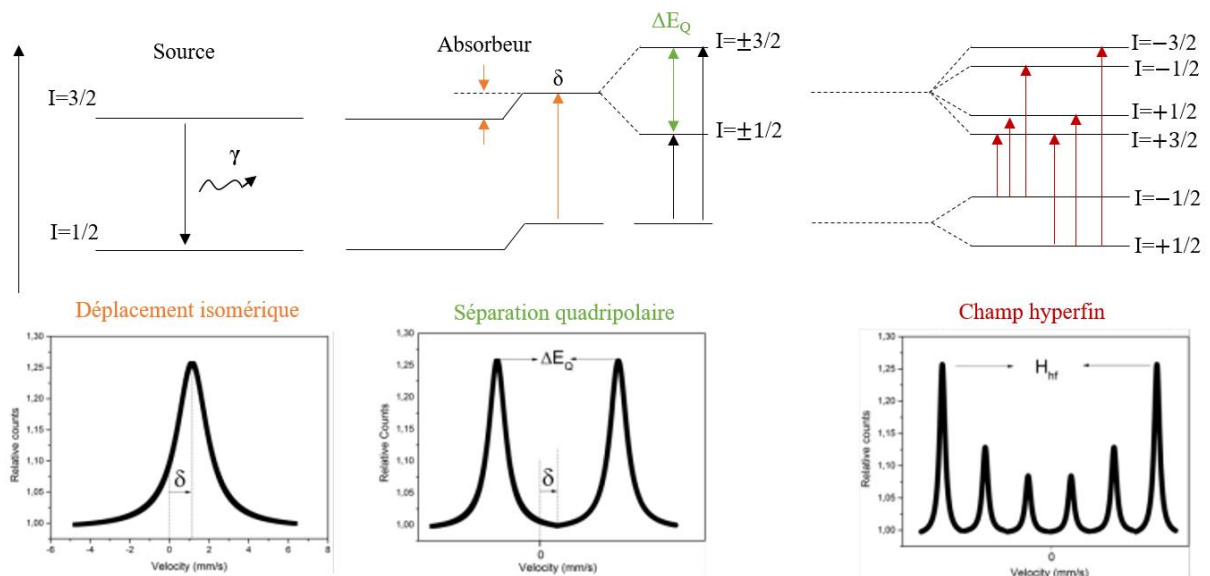 Source
I=3/2
γ
I=1/2
Absorbeur
δ
ΔE_Q
I=±3/2
I=±1/2
I=−3/2
I=−1/2
I=+1/2
I=+3/2
I=−1/2
I=+1/2
Déplacement isomérique
Séparation quadripolaire
Champ hyperfin
1,30
1,25
1,20
1,15
1,10
1,05
1,00
Relative counts
δ
-6 -4 -2 0 2 4 6 8
Velocity (mm/s)
1,30
1,25
1,20
1,15
1,10
1,05
1,00
Relative Counts
ΔE_Q
δ
0
Velocity (mm/s)
1,30
1,25
1,20
1,15
1,10
1,05
1,00
Relative counts
H_hf
0
Velocity (mm/s)